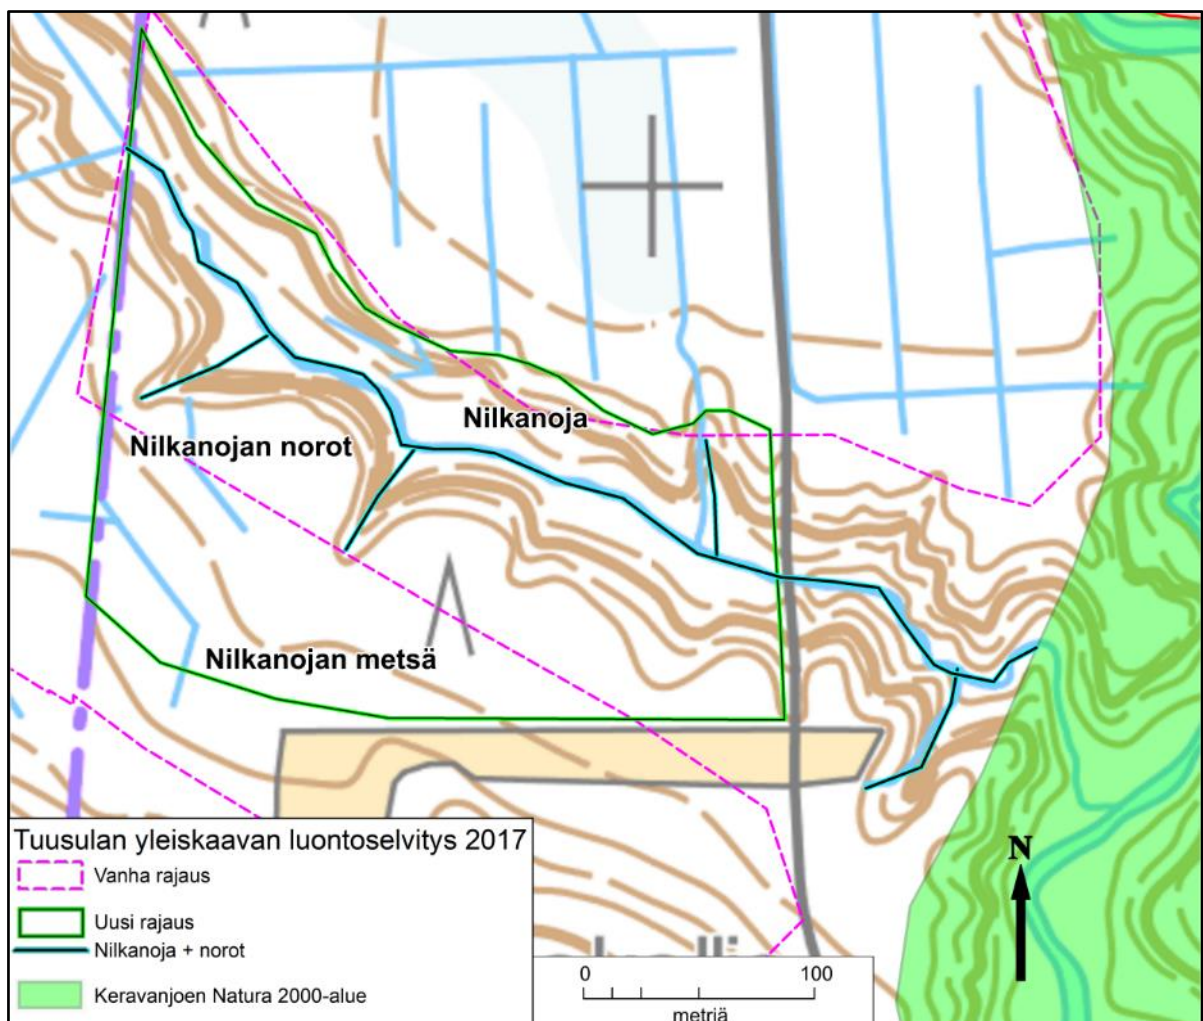 Nilkanoja
Nilkanojan norot
Nilkanojan metsä
Tuusulan yleiskaavan luontoselvitys 2017
Vanha rajaus
Uusi rajaus
Nilkanoja + norot
Keravanjoen Natura 2000-alue
N
0 100
metriä